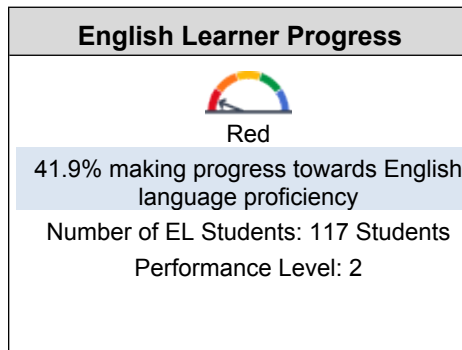 English Learner Progress
Red
41.9% making progress towards English
language proficiency
Number of EL Students: 117 Students
Performance Level: 2